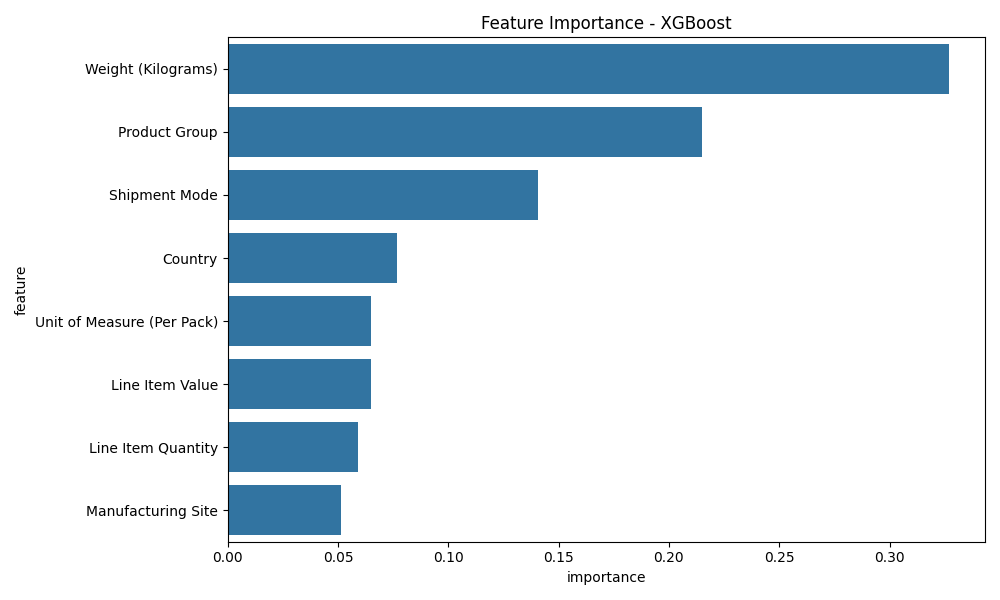 Feature Importance - XGBoost
feature
Weight (Kilograms)
Product Group
Shipment Mode
Country
Unit of Measure (Per Pack)
Line Item Value
Line Item Quantity
Manufacturing Site
0.00 0.05 0.10 0.15 0.20 0.25 0.30
importance